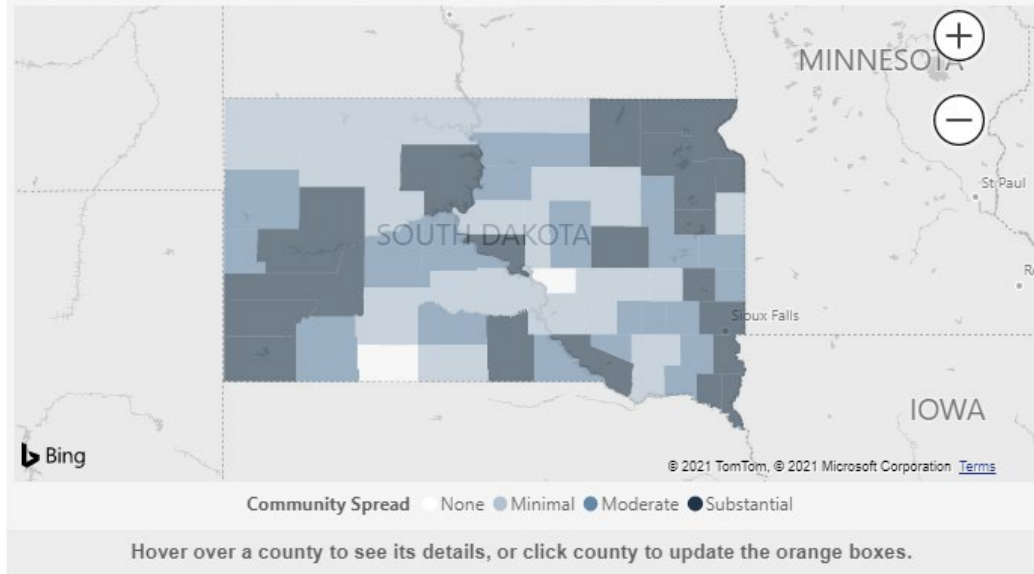 MINNESOTA
+
−
St Paul
SOUTH DAKOTA
Sioux Falls
IOWA
Bing
© 2021 TomTom, © 2021 Microsoft Corporation Terms
Community Spread None Minimal Moderate Substantial
Hover over a county to see its details, or click county to update the orange boxes.